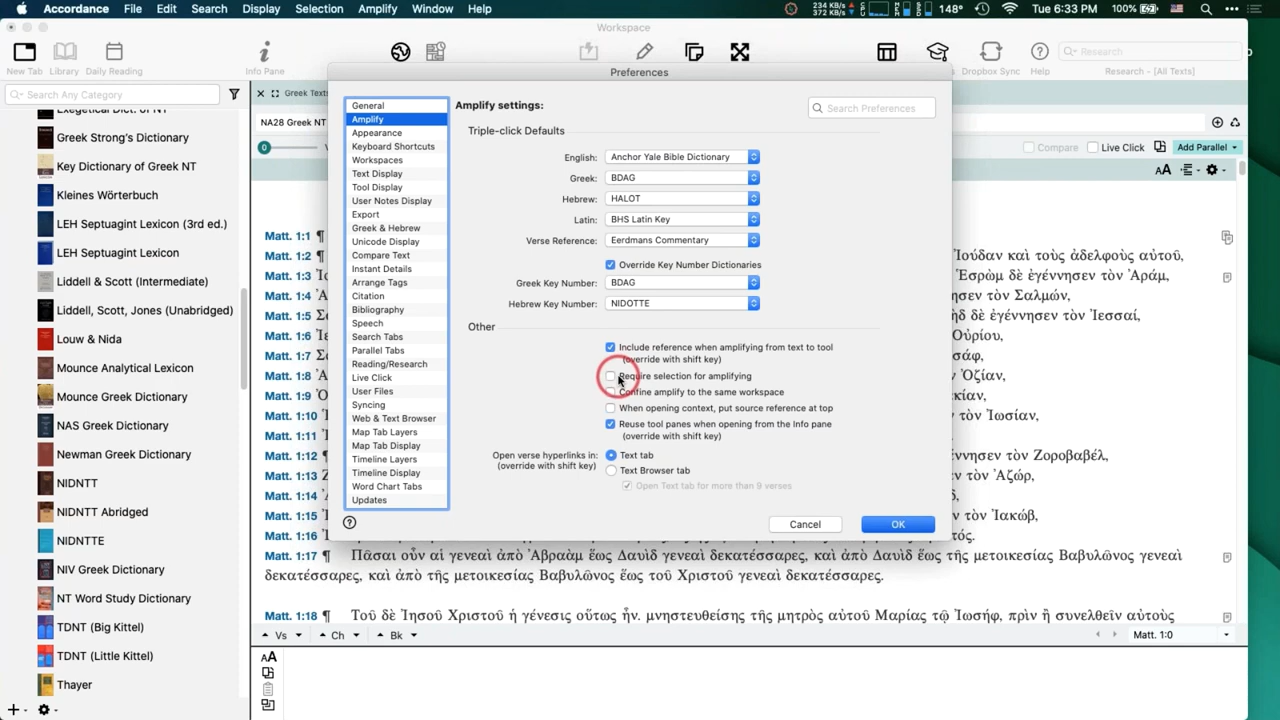 Accordance File Edit Search Display Selection Amplify Window Help
234 KB/s
372 KB/s
148° Tue 6:33 PM 100%
Workspace
New Tab Library Daily Reading Info Pane Dropbox Sync Help
Research
Research - [All Texts]
Search Any Category
Exegetical Dict. of NT
Greek Strong's Dictionary
Key Dictionary of Greek NT
Kleines Wörterbuch
LEH Septuagint Lexicon (3rd ed.)
LEH Septuagint Lexicon
Liddell & Scott (Intermediate)
Liddell, Scott, Jones (Unabridged)
Louw & Nida
Mounce Analytical Lexicon
Mounce Greek Dictionary
NAS Greek Dictionary
Newman Greek Dictionary
NIDNTT
NIDNTT Abridged
NIDNTTE
NIV Greek Dictionary
NT Word Study Dictionary
TDNT (Big Kittel)
TDNT (Little Kittel)
Thayer
Greek Texts
NA28 Greek NT
0
Compare Live Click Add Parallel
AA
Preferences
General
Amplify
Appearance
Keyboard Shortcuts
Workspaces
Text Display
Tool Display
User Notes Display
Export
Greek & Hebrew
Unicode Display
Compare Text
Instant Details
Arrange Tags
Citation
Bibliography
Speech
Search Tabs
Parallel Tabs
Reading/Research
Live Click
User Files
Syncing
Web & Text Browser
Map Tab Layers
Map Tab Display
Timeline Layers
Timeline Display
Word Chart Tabs
Updates
Amplify settings:
Search Preferences
Triple-click Defaults
English: Anchor Yale Bible Dictionary
Greek: BDAG
Hebrew: HALOT
Latin: BHS Latin Key
Verse Reference: Eerdmans Commentary
Override Key Number Dictionaries
Greek Key Number: BDAG
Hebrew Key Number: NIDOTTE
Other
Include reference when amplifying from text to tool
(override with shift key)
Require selection for amplifying
Confine amplify to the same workspace
When opening context, put source reference at top
Reuse tool panes when opening from the Info pane
(override with shift key)
Open verse hyperlinks in: Text tab
(override with shift key) Text Browser tab
Open Text tab for more than 9 verses
? Cancel OK
Matt. 1:1 ¶
Matt. 1:2 ¶ Ἰούδαν καὶ τοὺς ἀδελφοὺς αὐτοῦ,
Matt. 1:3 Ἑσρὼμ δὲ ἐγέννησεν τὸν Ἀράμ,
Matt. 1:4 τὸν Σαλμών,
Matt. 1:5 δὲ ἐγέννησεν τὸν Ἰεσσαί,
Matt. 1:6 Οὐρίου,
Matt. 1:7
Matt. 1:8 Ὀζίαν,
Matt. 1:9
Matt. 1:10 τὸν Ἰωσίαν,
Matt. 1:11
Matt. 1:12 τὸν Ζοροβαβέλ,
Matt. 1:13 τὸν Ἀζώρ,
Matt. 1:14
Matt. 1:15 τὸν Ἰακώβ,
Matt. 1:16
Matt. 1:17 ¶ Πᾶσαι οὖν αἱ γενεαὶ ἀπὸ Ἀβραὰμ ἕως Δαυὶδ γενεαὶ δεκατέσσαρες, καὶ ἀπὸ Δαυὶδ ἕως τῆς μετοικεσίας Βαβυλῶνος γενεαὶ
δεκατέσσαρες, καὶ ἀπὸ τῆς μετοικεσίας Βαβυλῶνος ἕως τοῦ Χριστοῦ γενεαὶ δεκατέσσαρες.
Matt. 1:18 ¶ Τοῦ δὲ Ἰησοῦ Χριστοῦ ἡ γένεσις οὕτως ἦν. μνηστευθείσης τῆς μητρὸς αὐτοῦ Μαρίας τῷ Ἰωσήφ, πρὶν ἢ συνελθεῖν αὐτοὺς
Vs Ch Bk Matt. 1:0
AA